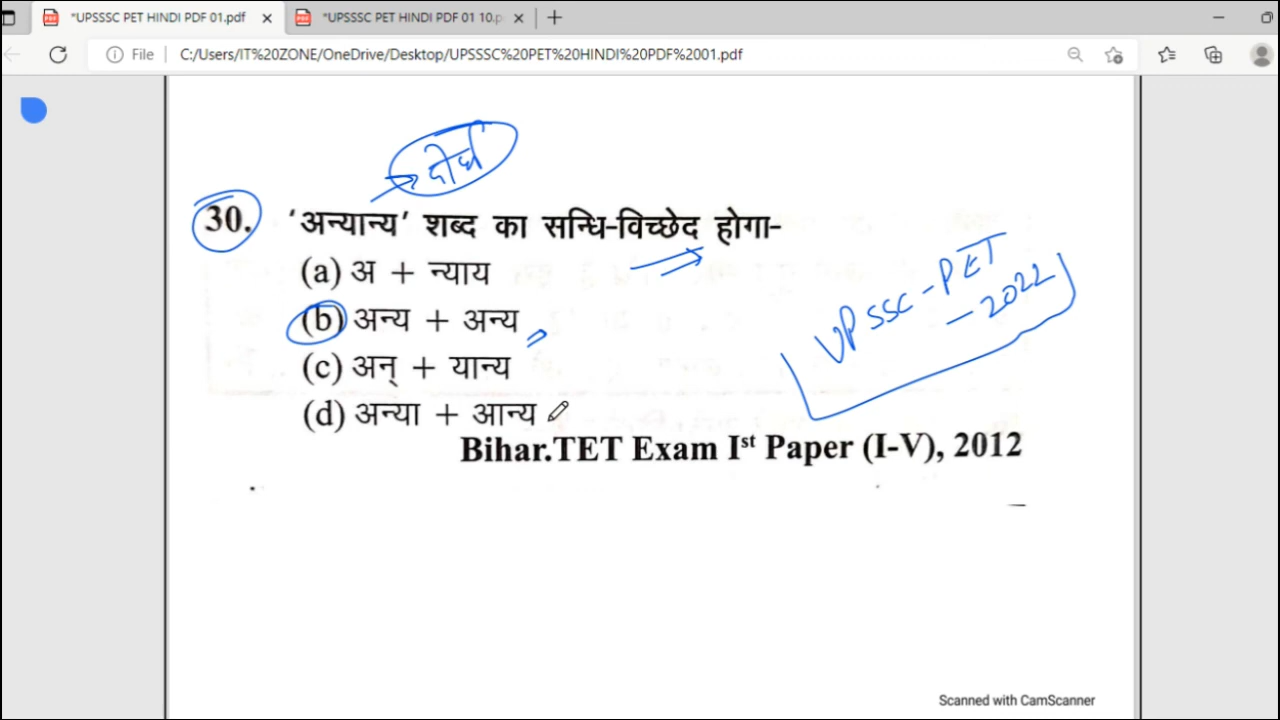 *UPSSSC PET HINDI PDF 01.pdf
*UPSSSC PET HINDI PDF 01 10.p
File
C:/Users/IT%20ZONE/OneDrive/Desktop/UPSSSC%20PET%20HINDI%20PDF%2001.pdf
दीर्घ
30. 'अन्यान्य' शब्द का सन्धि-विच्छेद होगा-
(a) अ + न्याय
(b) अन्य + अन्य
(c) अन् + यान्य
(d) अन्या + आन्य
UPSSSC - PET
- 2022
Bihar.TET Exam Ist Paper (I-V), 2012
Scanned with CamScanner